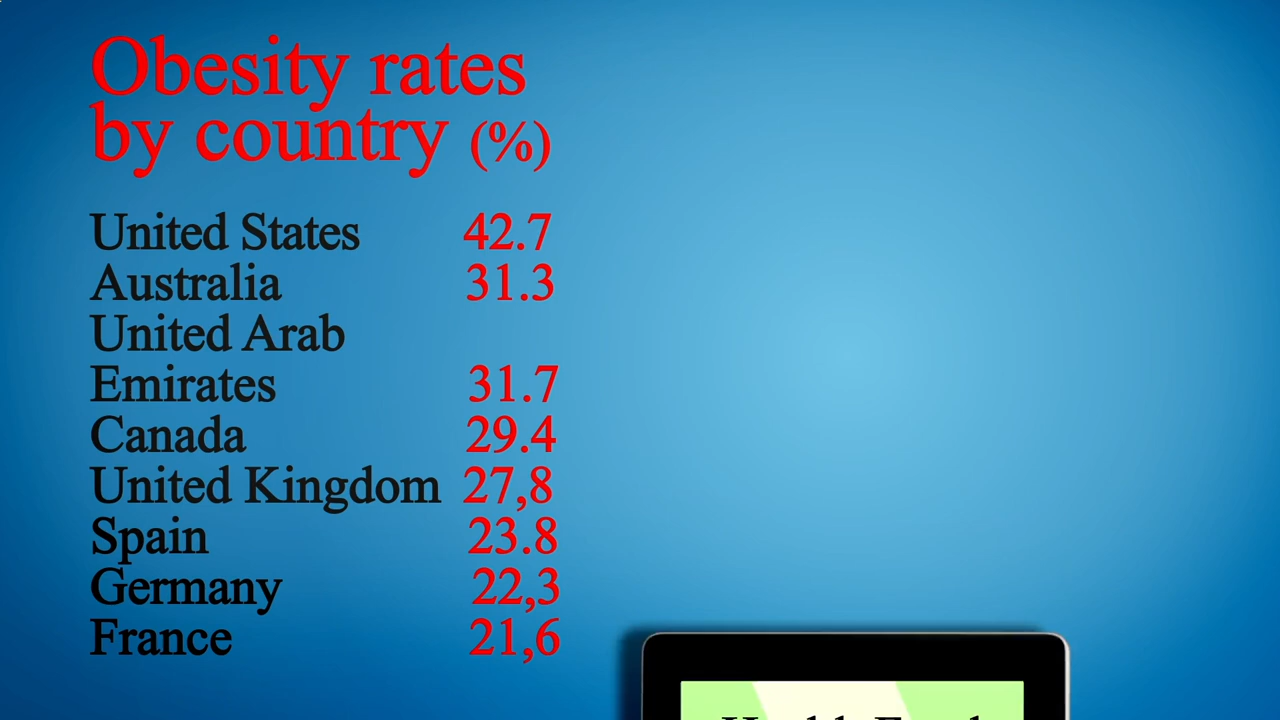 Obesity rates
by country (%)
United States 42.7
Australia 31.3
United Arab
Emirates 31.7
Canada 29.4
United Kingdom 27,8
Spain 23.8
Germany 22,3
France 21,6